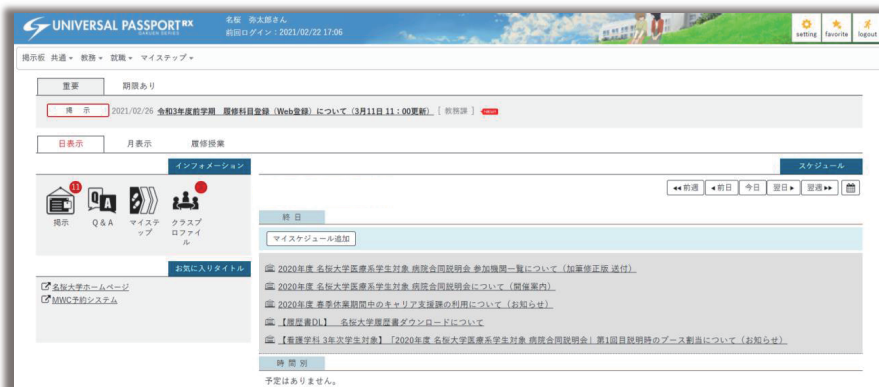 UNIVERSAL PASSPORT RX
GAKUEN SERIES
名桜 弥太郎さん
前回ログイン:2021/02/22 17:06
setting favorite logout
掲示板 共通 教務 就職 マイステップ
重要 期限あり
掲 示 2021/02/26 令和3年度前学期 履修科目登録(Web登録)について(3月11日 11:00更新) [ 教務課 ]
日表示 月表示 履修授業
インフォメーション
11
掲示 Q&A マイステップ クラスプロファイル
お気に入りタイトル
名桜大学ホームページ
MWC予約システム
スケジュール
前週 前日 今日 翌日 翌週
終 日
マイスケジュール追加
2020年度 名桜大学医療系学生対象 病院合同説明会 参加機関一覧について(加筆修正版 送付)
2020年度 名桜大学医療系学生対象 病院合同説明会について(開催案内)
2020年度 春季休業期間中のキャリア支援課の利用について(お知らせ)
【履歴書DL】 名桜大学履歴書ダウンロードについて
【看護学科 3年次学生対象】「2020年度 名桜大学医療系学生対象 病院合同説明会」第1回目説明時のブース割当について(お知らせ)
時 間 別
予定はありません。